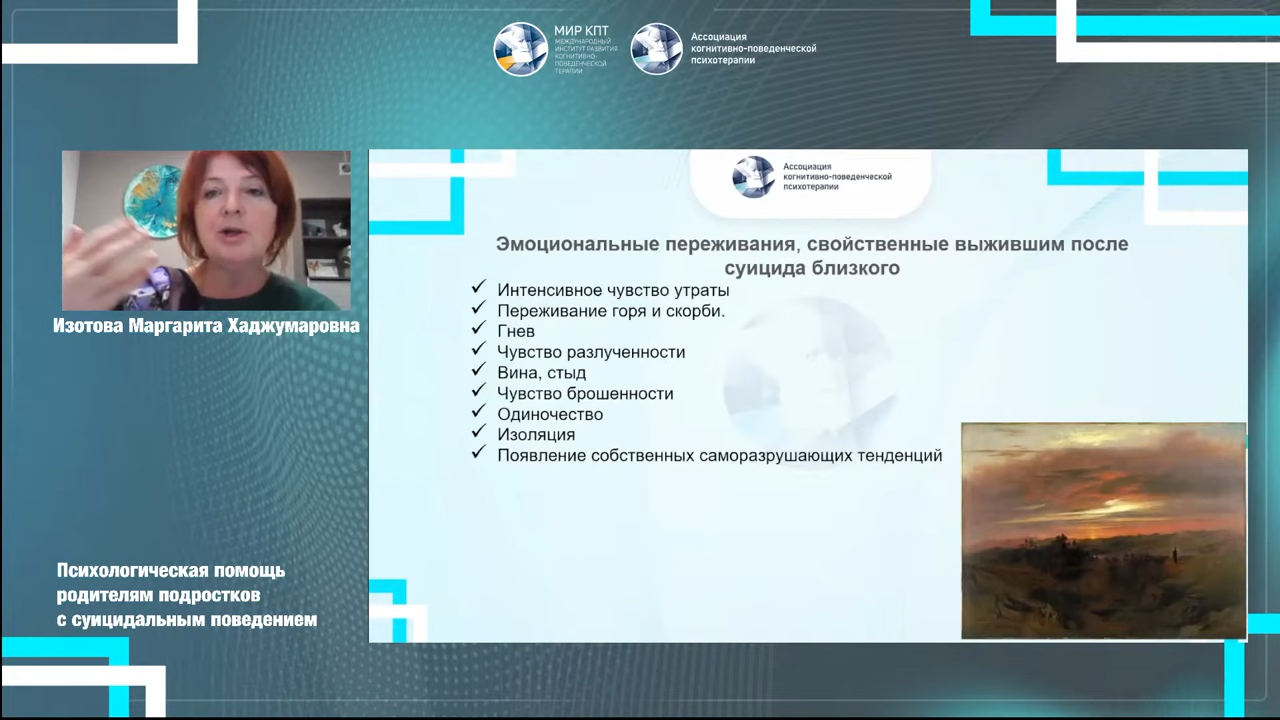 МИР КПТ
МЕЖДУНАРОДНЫЙ
ИНСТИТУТ РАЗВИТИЯ
КОГНИТИВНО-
ПОВЕДЕНЧЕСКОЙ
ТЕРАПИИ
Ассоциация
когнитивно-поведенческой
психотерапии
Ассоциация
когнитивно-поведенческой
психотерапии
Эмоциональные переживания, свойственные выжившим после
суицида близкого
✓ Интенсивное чувство утраты
✓ Переживание горя и скорби.
✓ Гнев
✓ Чувство разлученности
✓ Вина, стыд
✓ Чувство брошенности
✓ Одиночество
✓ Изоляция
✓ Появление собственных саморазрушающих тенденций
Изотова Маргарита Хаджумаровна
Психологическая помощь
родителям подростков
с суицидальным поведением